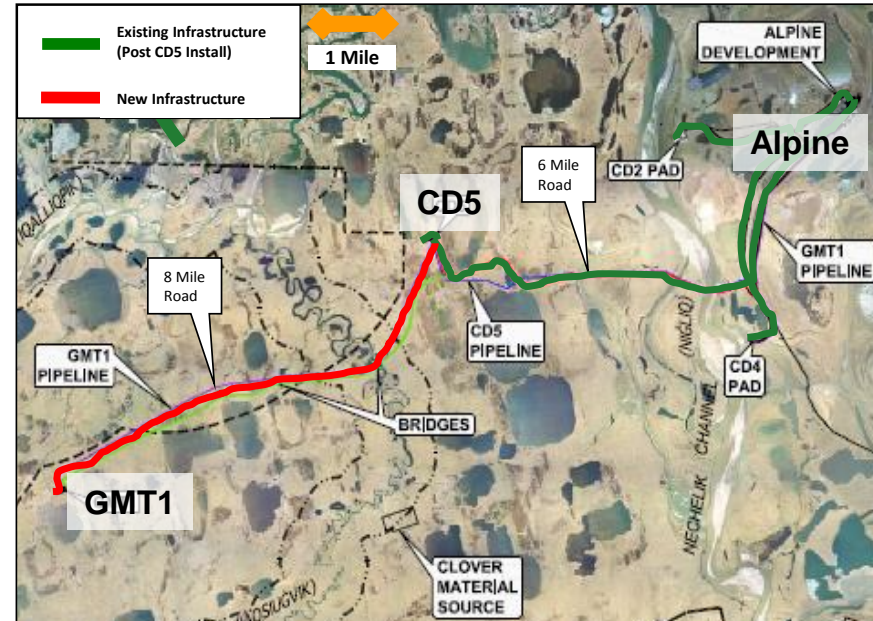 Existing Infrastructure
(Post CD5 Install)
New Infrastructure
1 Mile
ALPINE
DEVELOPMENT
Alpine
CD2 PAD
6 Mile
Road
CD5
GMT1
PIPELINE
8 Mile
Road
CD5
PIPELINE
(NIGLIQ)
GMT1
PIPELINE
CD4
PAD
BRIDGES
NECHELIK CHANNEL
GMT1
CLOVER
MATERIAL
SOURCE